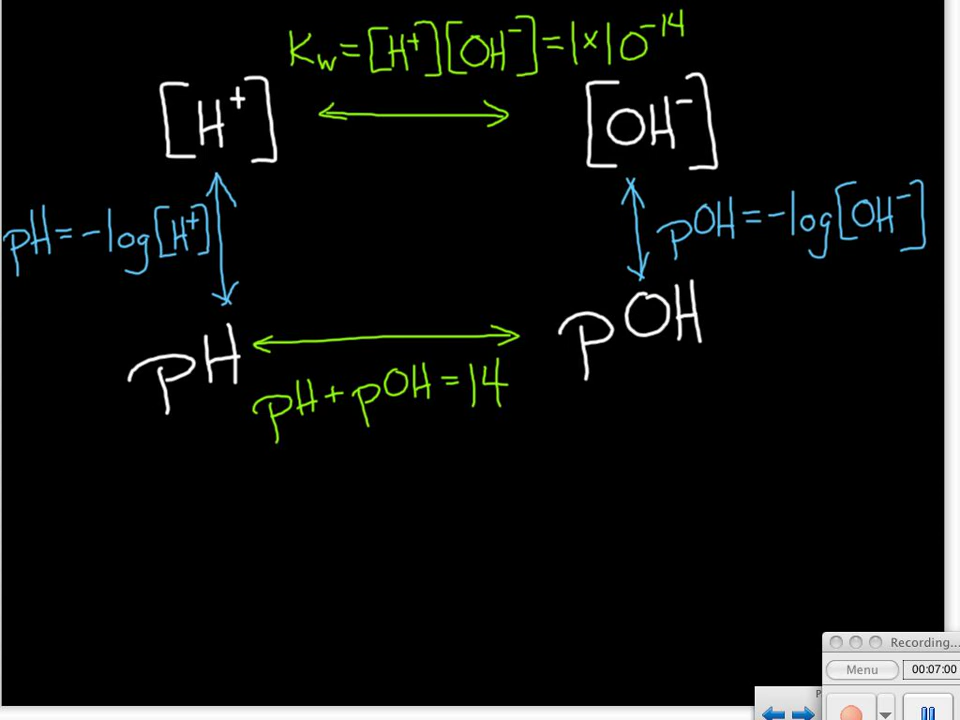 Kw = [H⁺][OH⁻] = 1×10⁻¹⁴
[H⁺] [OH⁻]
pH = -log[H⁺] pOH = -log[OH⁻]
pH pOH
pH + pOH = 14
Recording...
Menu 00:07:00
P